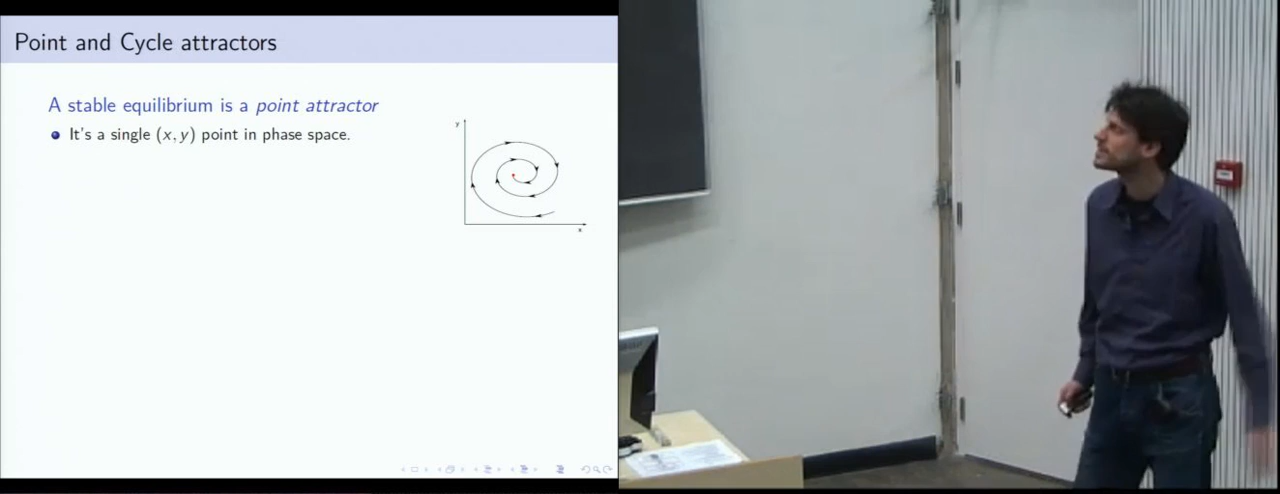 Point and Cycle attractors
A stable equilibrium is a point attractor
It's a single (x, y) point in phase space.
y
x